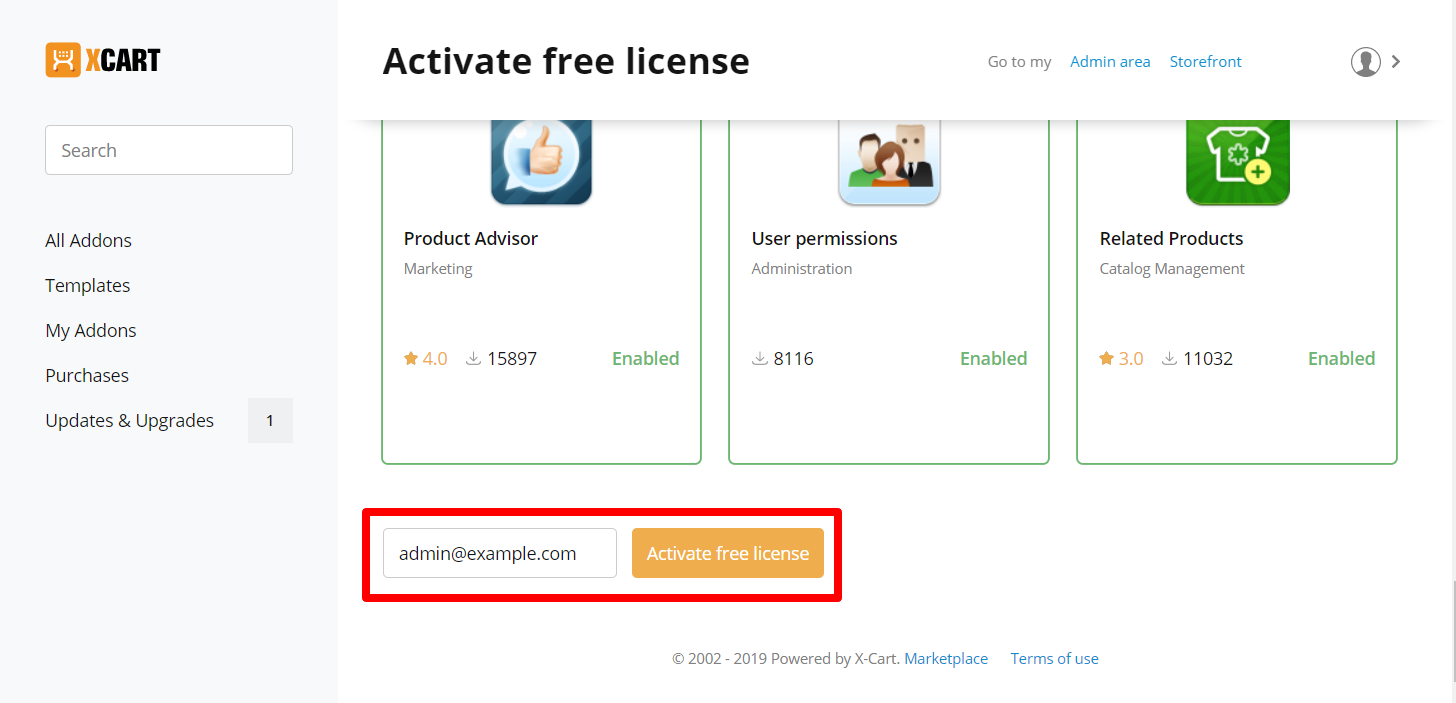 XCART
Activate free license
Go to my Admin area Storefront
Search
All Addons
Templates
My Addons
Purchases
Updates & Upgrades 1
Product Advisor
Marketing
4.0 15897 Enabled
User permissions
Administration
8116 Enabled
Related Products
Catalog Management
3.0 11032 Enabled
admin@example.com Activate free license
© 2002 - 2019 Powered by X-Cart. Marketplace Terms of use